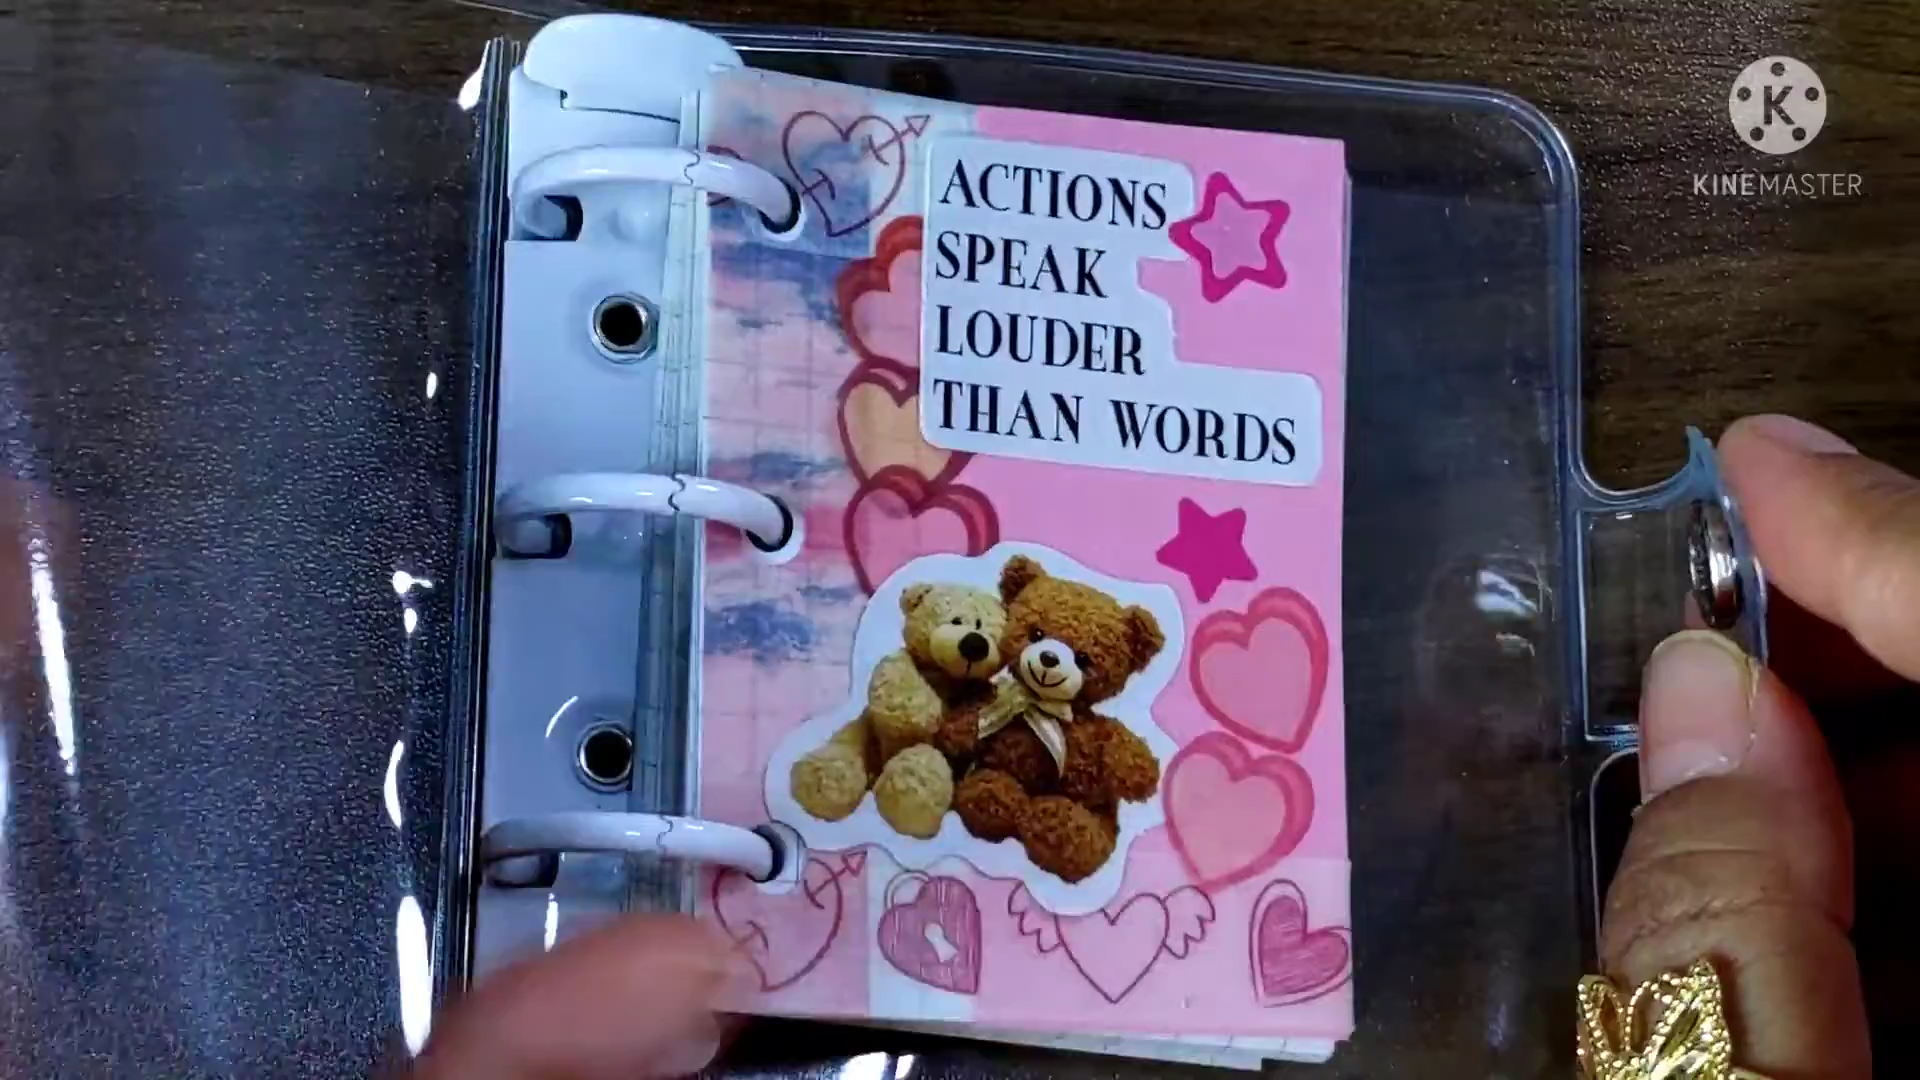 ACTIONS
SPEAK
LOUDER
THAN WORDS
K
KINEMASTER